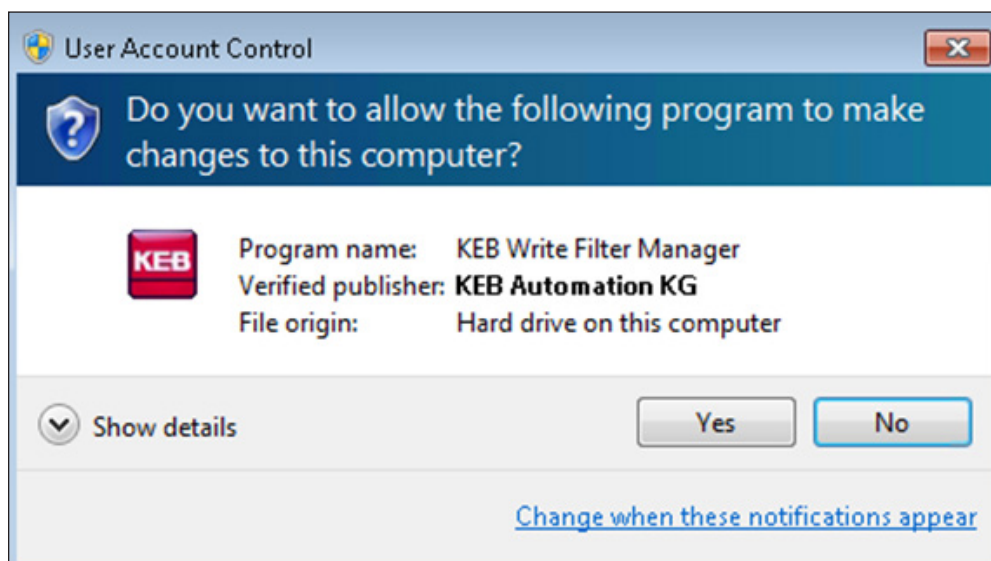 User Account Control
Do you want to allow the following program to make
changes to this computer?
KEB
Program name: KEB Write Filter Manager
Verified publisher: KEB Automation KG
File origin: Hard drive on this computer
Show details
Yes
No
Change when these notifications appear